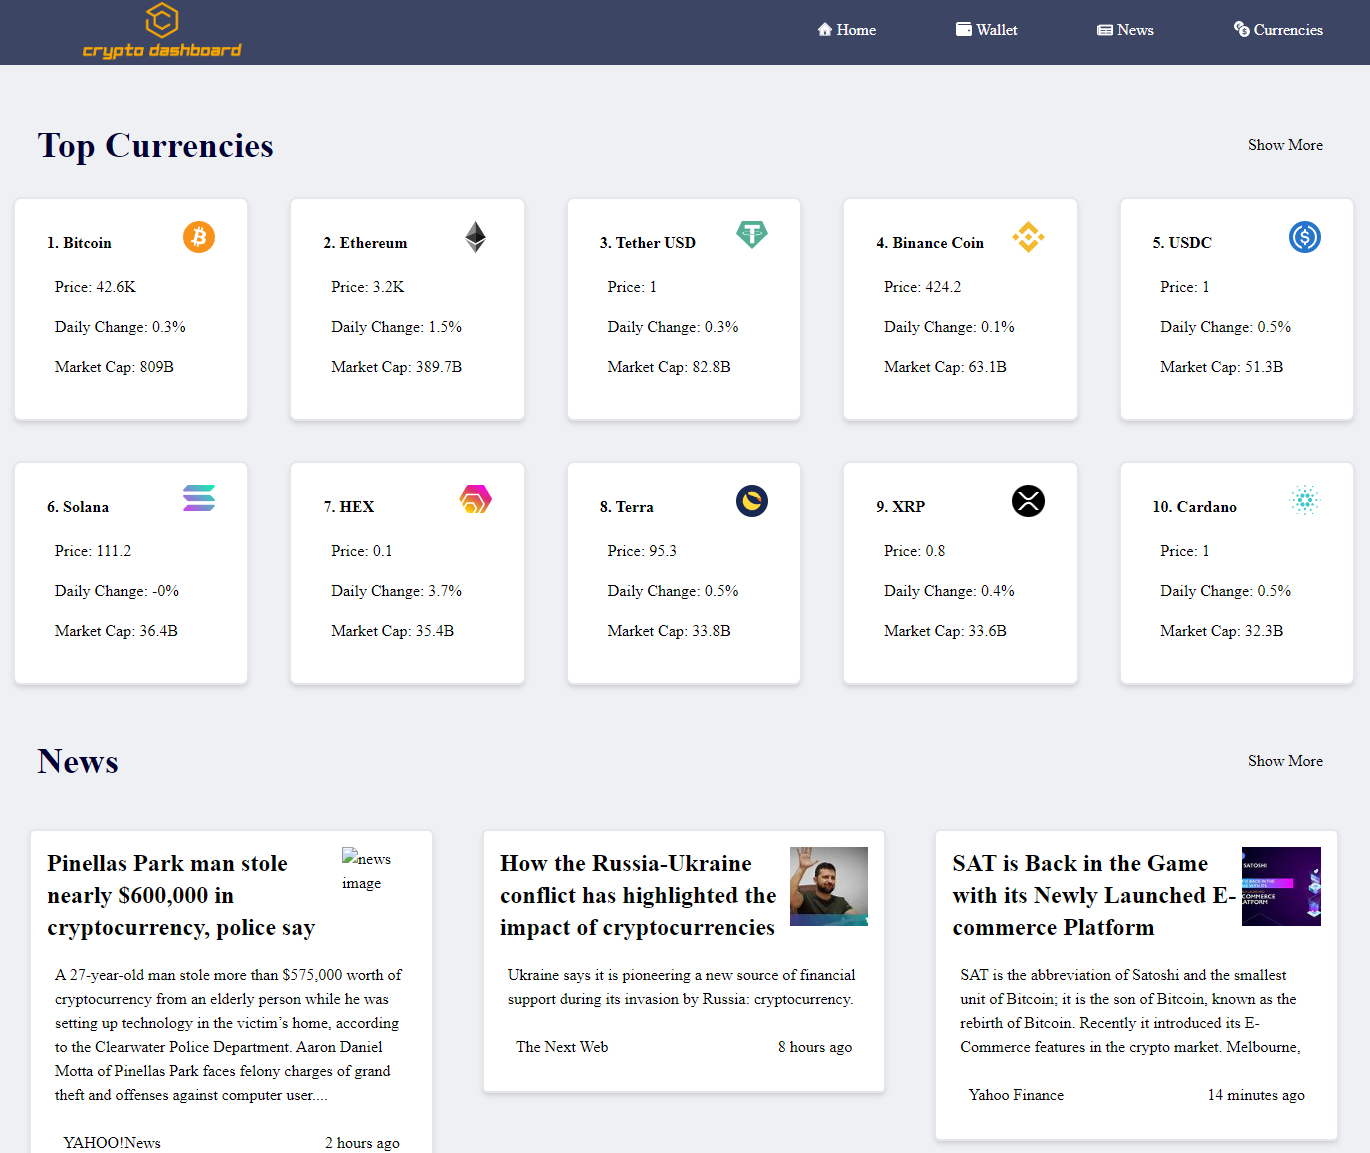 crypto dashboard
Home
Wallet
News
Currencies
Top Currencies
Show More
1. Bitcoin
Price: 42.6K
Daily Change: 0.3%
Market Cap: 809B
2. Ethereum
Price: 3.2K
Daily Change: 1.5%
Market Cap: 389.7B
3. Tether USD
Price: 1
Daily Change: 0.3%
Market Cap: 82.8B
4. Binance Coin
Price: 424.2
Daily Change: 0.1%
Market Cap: 63.1B
5. USDC
Price: 1
Daily Change: 0.5%
Market Cap: 51.3B
6. Solana
Price: 111.2
Daily Change: -0%
Market Cap: 36.4B
7. HEX
Price: 0.1
Daily Change: 3.7%
Market Cap: 35.4B
8. Terra
Price: 95.3
Daily Change: 0.5%
Market Cap: 33.8B
9. XRP
Price: 0.8
Daily Change: 0.4%
Market Cap: 33.6B
10. Cardano
Price: 1
Daily Change: 0.5%
Market Cap: 32.3B
News
Show More
Pinellas Park man stole
nearly $600,000 in
cryptocurrency, police say
news
image
A 27-year-old man stole more than $575,000 worth of
cryptocurrency from an elderly person while he was
setting up technology in the victim’s home, according
to the Clearwater Police Department. Aaron Daniel
Motta of Pinellas Park faces felony charges of grand
theft and offenses against computer user....
YAHOO!News
2 hours ago
How the Russia-Ukraine
conflict has highlighted the
impact of cryptocurrencies
Ukraine says it is pioneering a new source of financial
support during its invasion by Russia: cryptocurrency.
The Next Web
8 hours ago
SAT is Back in the Game
with its Newly Launched E-
commerce Platform
SATOSHI
COMMERCE
SAT is the abbreviation of Satoshi and the smallest
unit of Bitcoin; it is the son of Bitcoin, known as the
rebirth of Bitcoin. Recently it introduced its E-
Commerce features in the crypto market. Melbourne,
Yahoo Finance
14 minutes ago